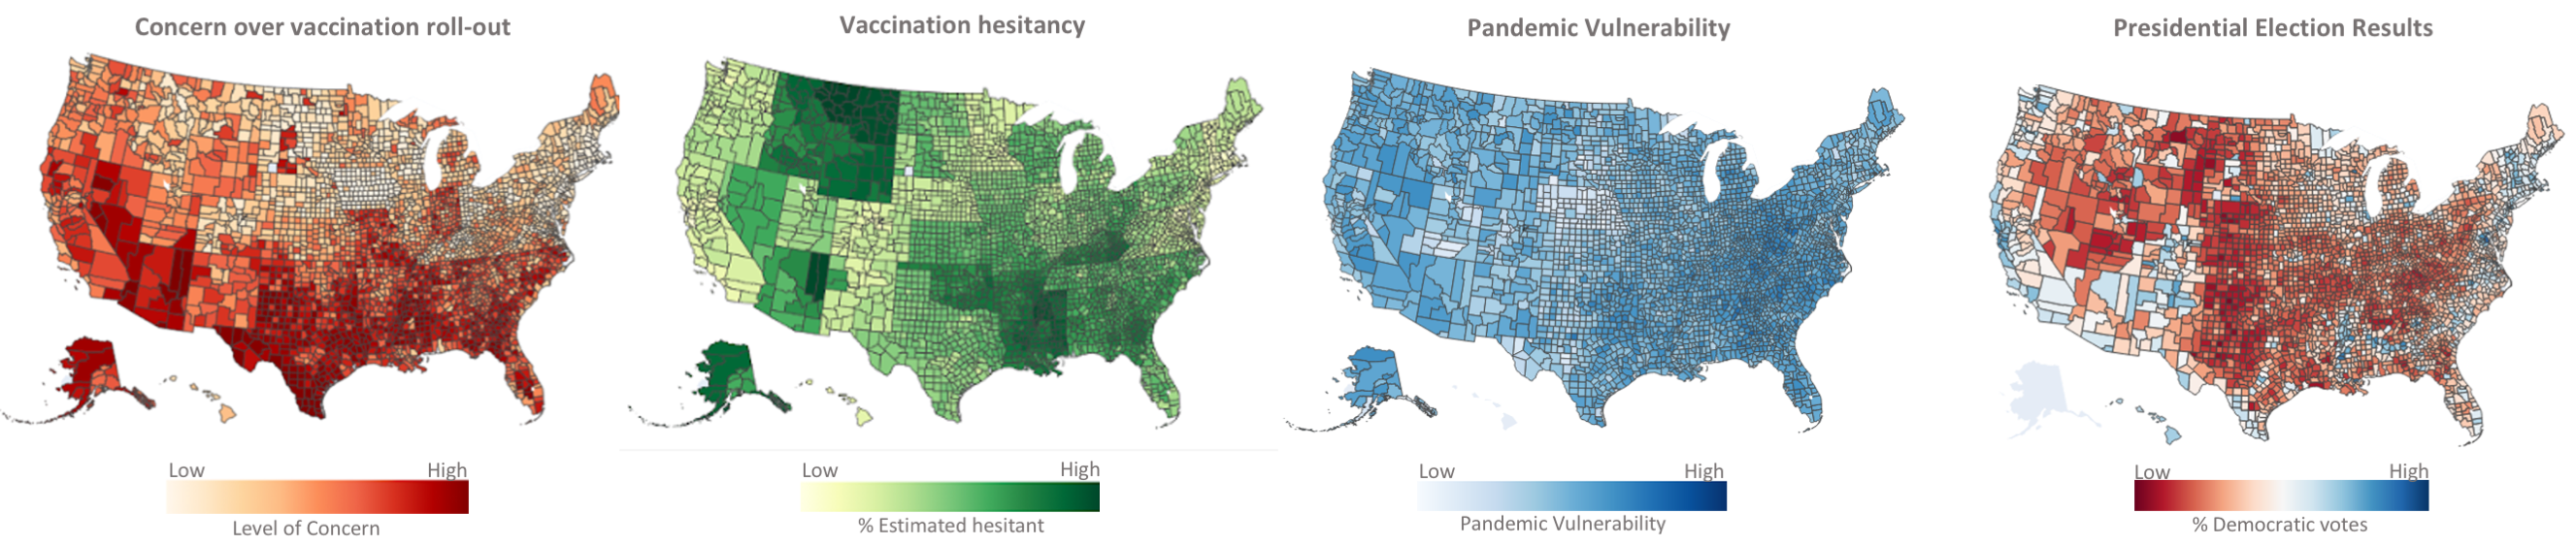 Concern over vaccination roll-out
Low High
Level of Concern
Vaccination hesitancy
Low High
% Estimated hesitant
Pandemic Vulnerability
Low High
Pandemic Vulnerability
Presidential Election Results
Low High
% Democratic votes